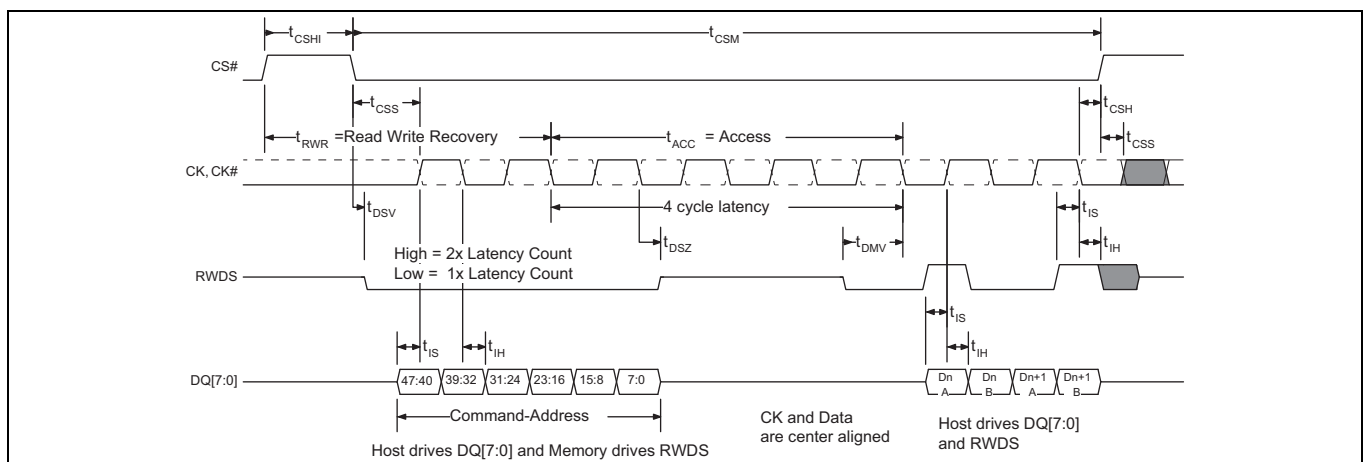 tCSHI
tCSM
CS#
tCSS
tCSH
tRWR =Read Write Recovery
tACC = Access
tCSS
CK, CK#
tDSV
4 cycle latency
tIS
tDSZ
tDMV
tIH
High = 2x Latency Count
Low = 1x Latency Count
RWDS
tIS
tIS
tIH
tIH
DQ[7:0]
47:40 39:32 31:24 23:16 15:8 7:0
Dn A Dn B Dn+1 A Dn+1 B
Command-Address
CK and Data
are center aligned
Host drives DQ[7:0]
and RWDS
Host drives DQ[7:0] and Memory drives RWDS